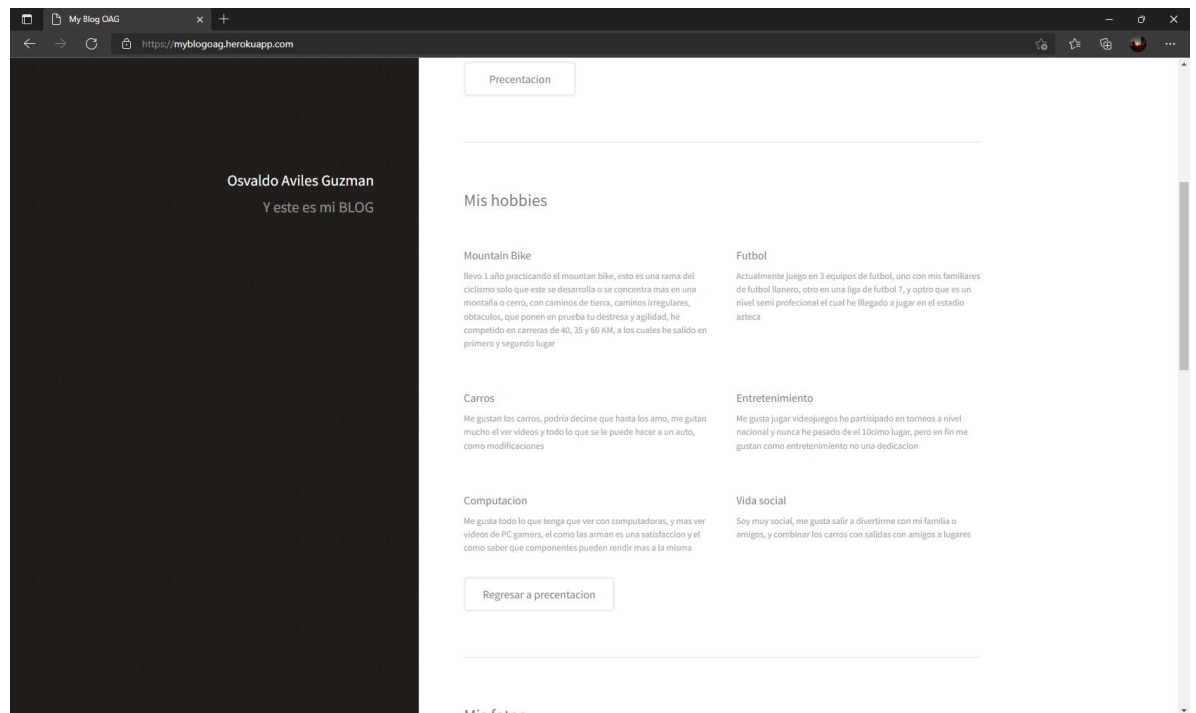 My Blog OAG
https://myblogoag.herokuapp.com
Precentacion
Osvaldo Aviles Guzman
Y este es mi BLOG
Mis hobbies
Mountain Bike
llevo 1 año practicando el mountan bike, esto es una rama del
ciclismo solo que este se desarrolla o se concentra mas en una
montaña o cerro, con caminos de tierra, caminos irregulares,
obtaculos, que ponen en prueba tu destresa y agilidad, he
competido en carreras de 40, 35 y 60 KM, a los cuales he salido en
primero y segundo lugar
Futbol
Actualmente juego en 3 equipos de futbol, uno con mis familiares
de futbol llanero, otro en una liga de futbol 7, y optro que es un
nivel semi profecional el cual he lllegado a jugar en el estadio
azteca
Carros
Me gustan los carros, podria decirse que hasta los amo, me gutan
mucho el ver videos y todo lo que se le puede hacer a un auto,
como modificaciones
Entretenimiento
Me gusta jugar videojuegos he partisipado en torneos a nivel
nacional y nunca he pasado de el 10cimo lugar, pero en fin me
gustan como entretenimiento no una dedicacion
Computacion
Me gusta todo lo que tenga que ver con computadoras, y mas ver
videos de PC gamers, el como las arman es una satisfaccion y el
como saber que componentes pueden rendir mas a la misma
Vida social
Soy muy social, me gusta salir a divertirme con mi familia o
amigos, y combinar los carros con salidas con amigos a lugares
Regresar a precentacion
Mis fotos